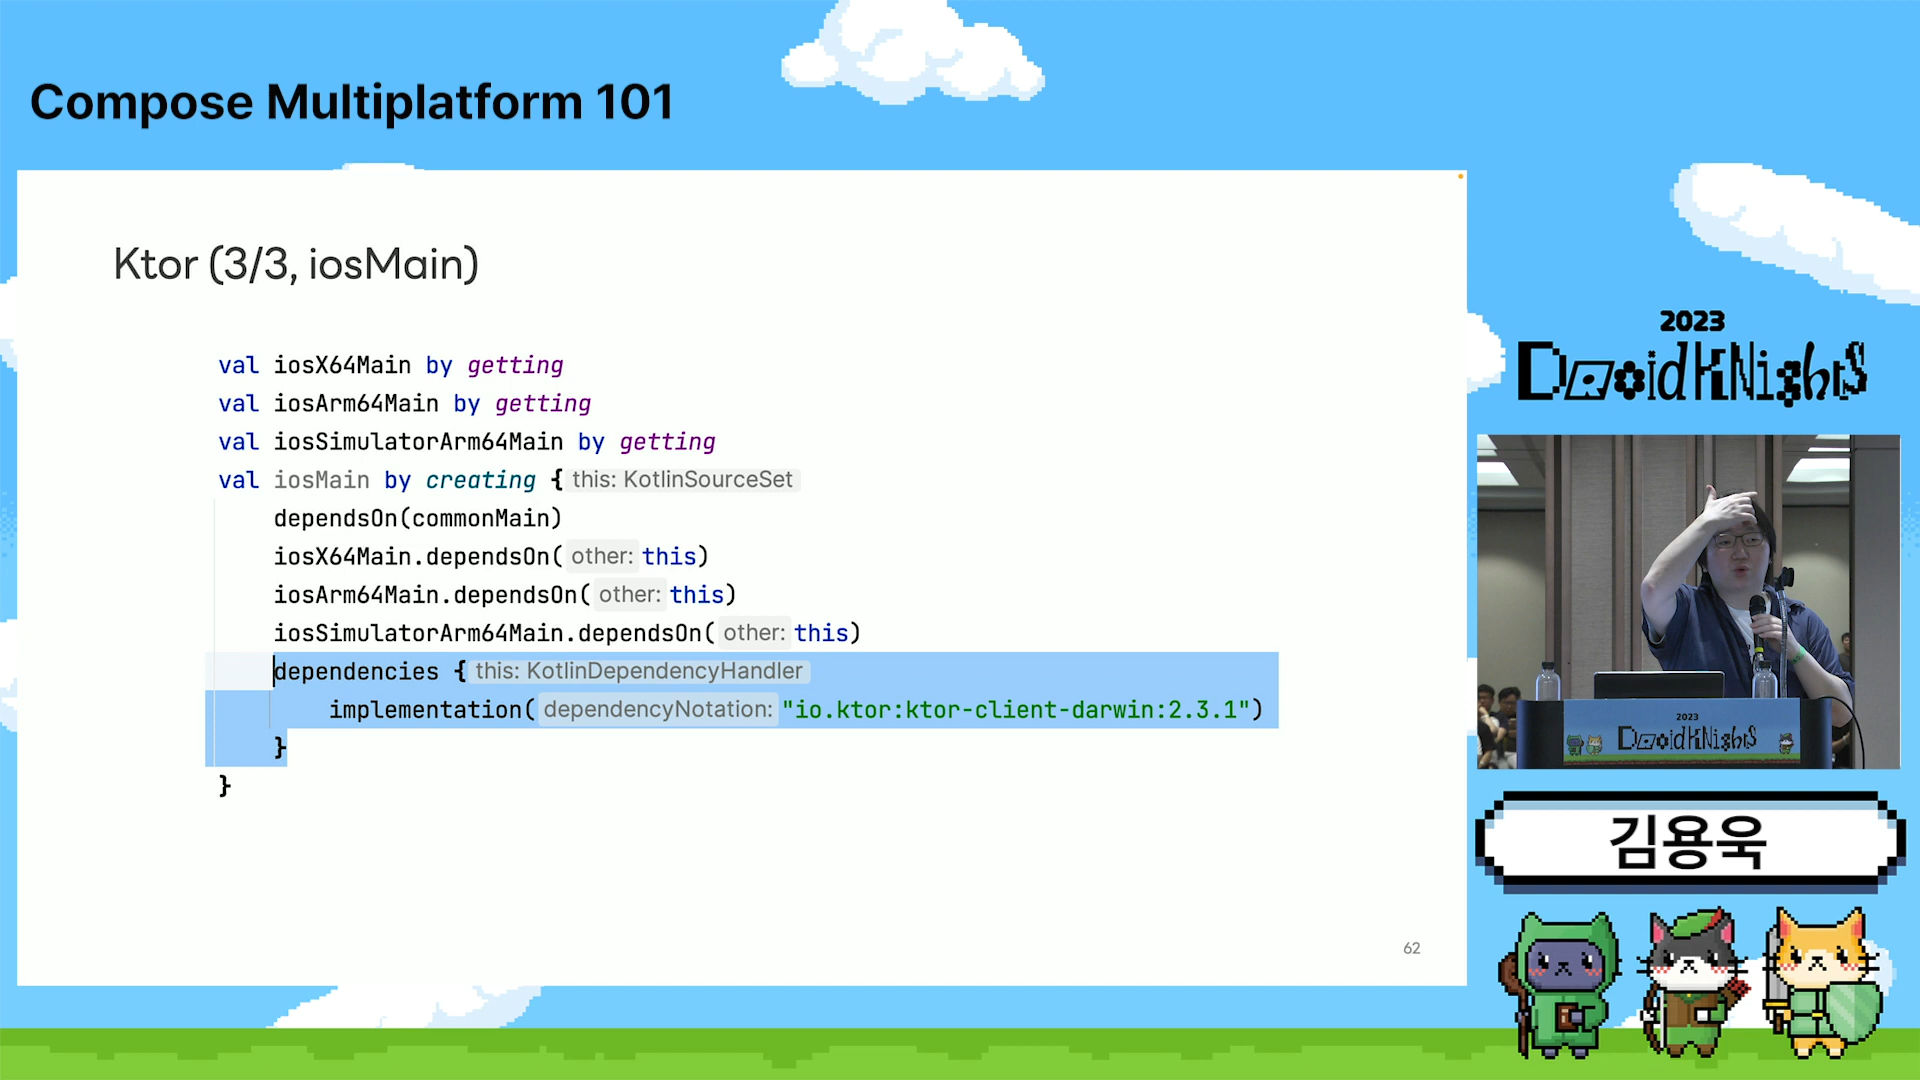 Compose Multiplatform 101
Ktor (3/3, iosMain)
val iosX64Main by getting
val iosArm64Main by getting
val iosSimulatorArm64Main by getting
val iosMain by creating { this: KotlinSourceSet
dependsOn(commonMain)
iosX64Main.dependsOn( other: this)
iosArm64Main.dependsOn( other: this)
iosSimulatorArm64Main.dependsOn( other: this)
dependencies { this: KotlinDependencyHandler
implementation( dependencyNotation: "io.ktor:ktor-client-darwin:2.3.1")
}
}
62
2023
DRoidKNighTS
2023
DRoidKNighTS
김용욱